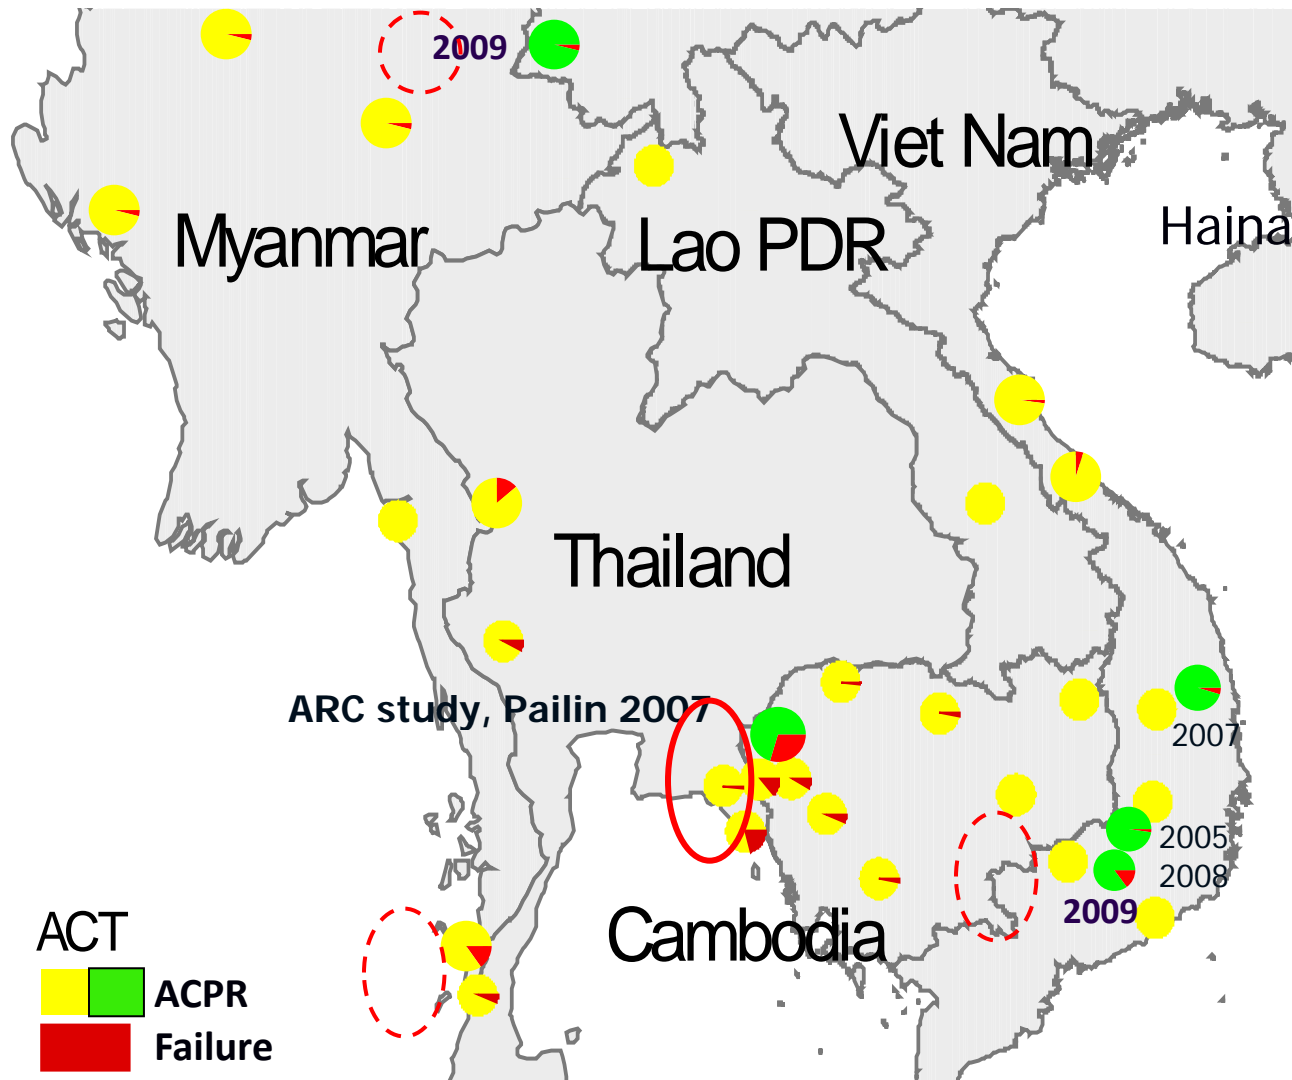 2009
Viet Nam
Myanmar
Lao PDR
Haina
Thailand
ARC study, Pailin 2007
2007
2005
2008
2009
Cambodia
ACT
ACPR
Failure